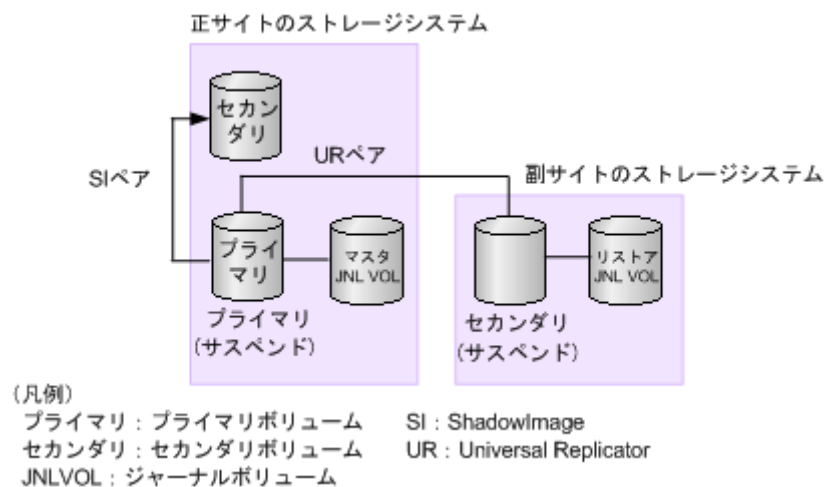 正サイトのストレージシステム
セカン
ダリ
URペア
SIペア
副サイトのストレージシステム
プライ
マリ
マスタ
JNL VOL
リストア
JNL VOL
プライマリ
(サスペンド)
セカンダリ
(サスペンド)
(凡例)
プライマリ：プライマリボリューム
SI：ShadowImage
セカンダリ：セカンダリボリューム
UR：Universal Replicator
JNLVOL：ジャーナルボリューム